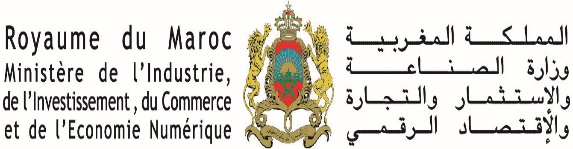 Royaume du Maroc
Ministère de l'Industrie,
de l'Investissement, du Commerce
et de l'Economie Numérique
المملكة المغربية
وزارة الصناعة
والإستثمار والتجارة
والإقتصاد الرقمي